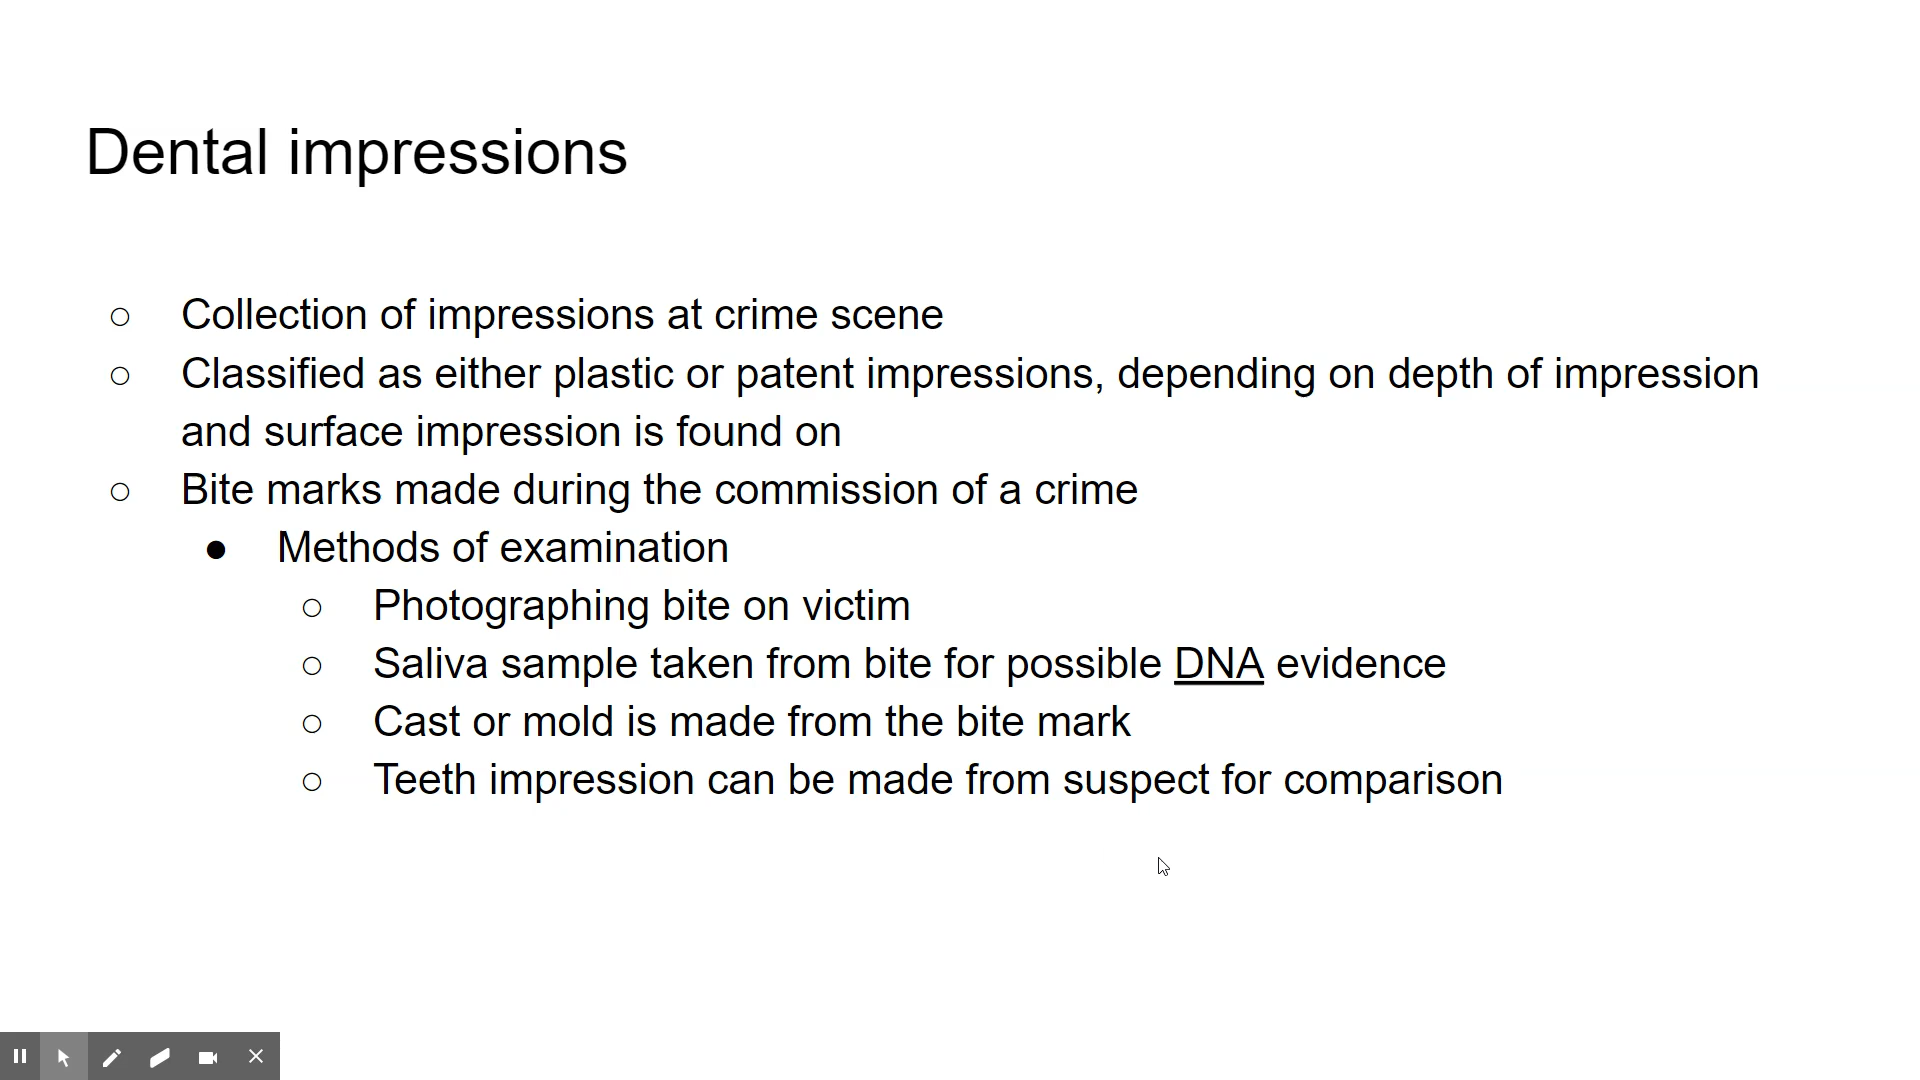 Dental impressions
○ Collection of impressions at crime scene
○ Classified as either plastic or patent impressions, depending on depth of impression
and surface impression is found on
○ Bite marks made during the commission of a crime
● Methods of examination
○ Photographing bite on victim
○ Saliva sample taken from bite for possible DNA evidence
○ Cast or mold is made from the bite mark
○ Teeth impression can be made from suspect for comparison